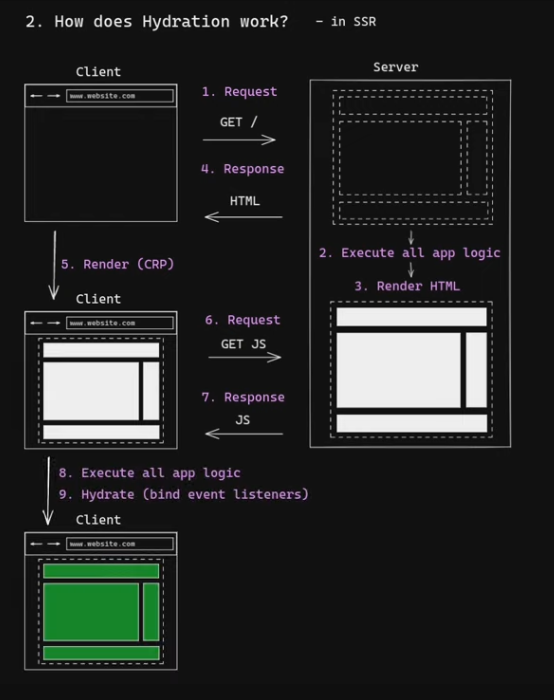 2. How does Hydration work? - in SSR
Client
Server
www.website.com
1. Request
GET /
4. Response
HTML
2. Execute all app logic
3. Render HTML
5. Render (CRP)
Client
www.website.com
6. Request
GET JS
7. Response
JS
8. Execute all app logic
9. Hydrate (bind event listeners)
Client
www.website.com